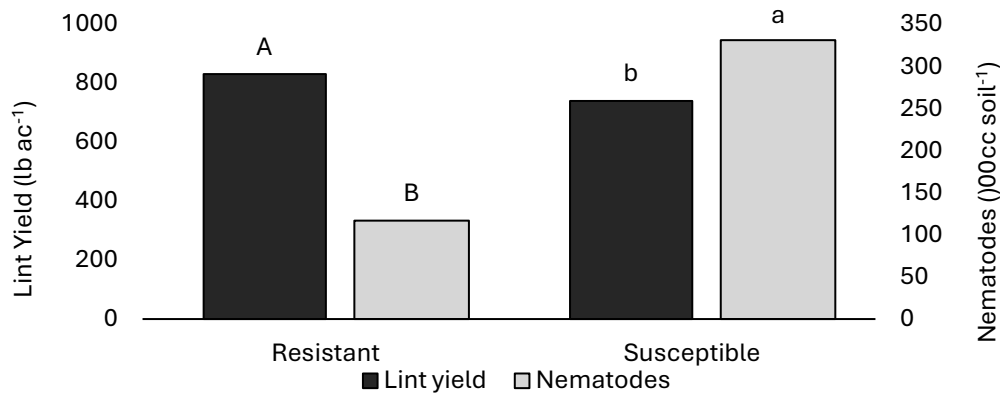 1000
800
600
400
200
0
Lint Yield (lb ac-1)
A
B
b
a
350
300
250
200
150
100
50
0
Nematodes ()00cc soil-1)
Resistant
Susceptible
Lint yield
Nematodes